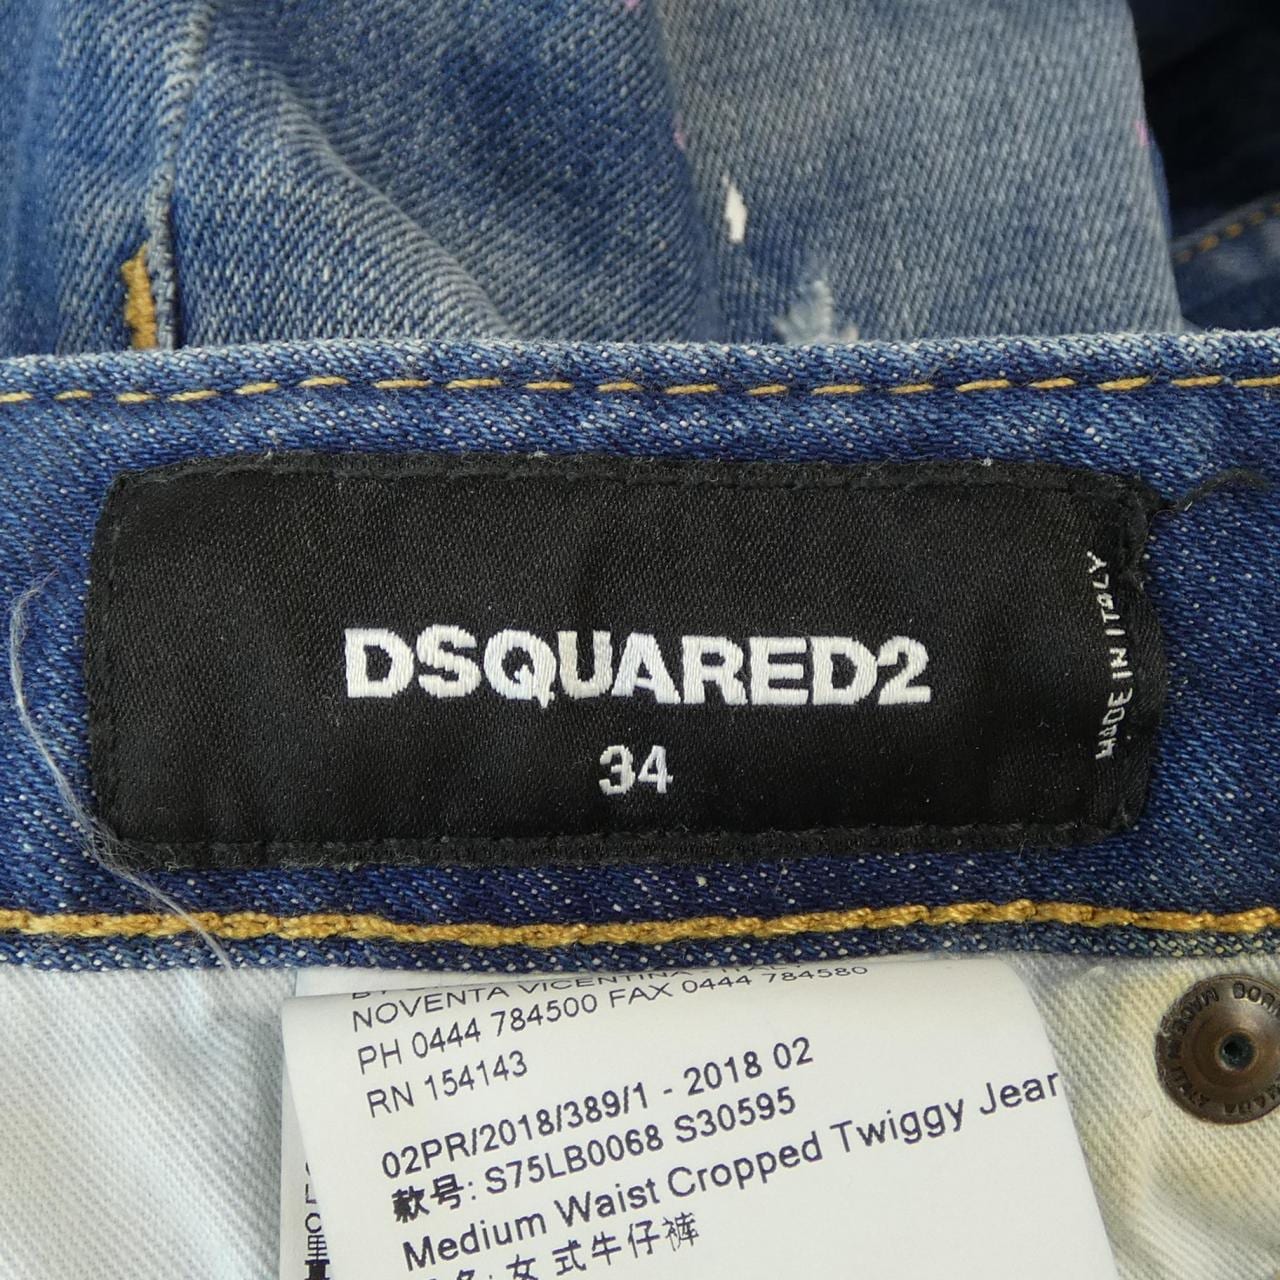 DSQUARED2
34
MADE IN ITALY
NOVENTA VICENTINA
PH 0444 784500 FAX 0444 784580
RN 154143
02PR/2018/389/1 - 2018 02
款号: S75LB0068 S30595
Medium Waist Cropped Twiggy Jean
女 式牛仔裤